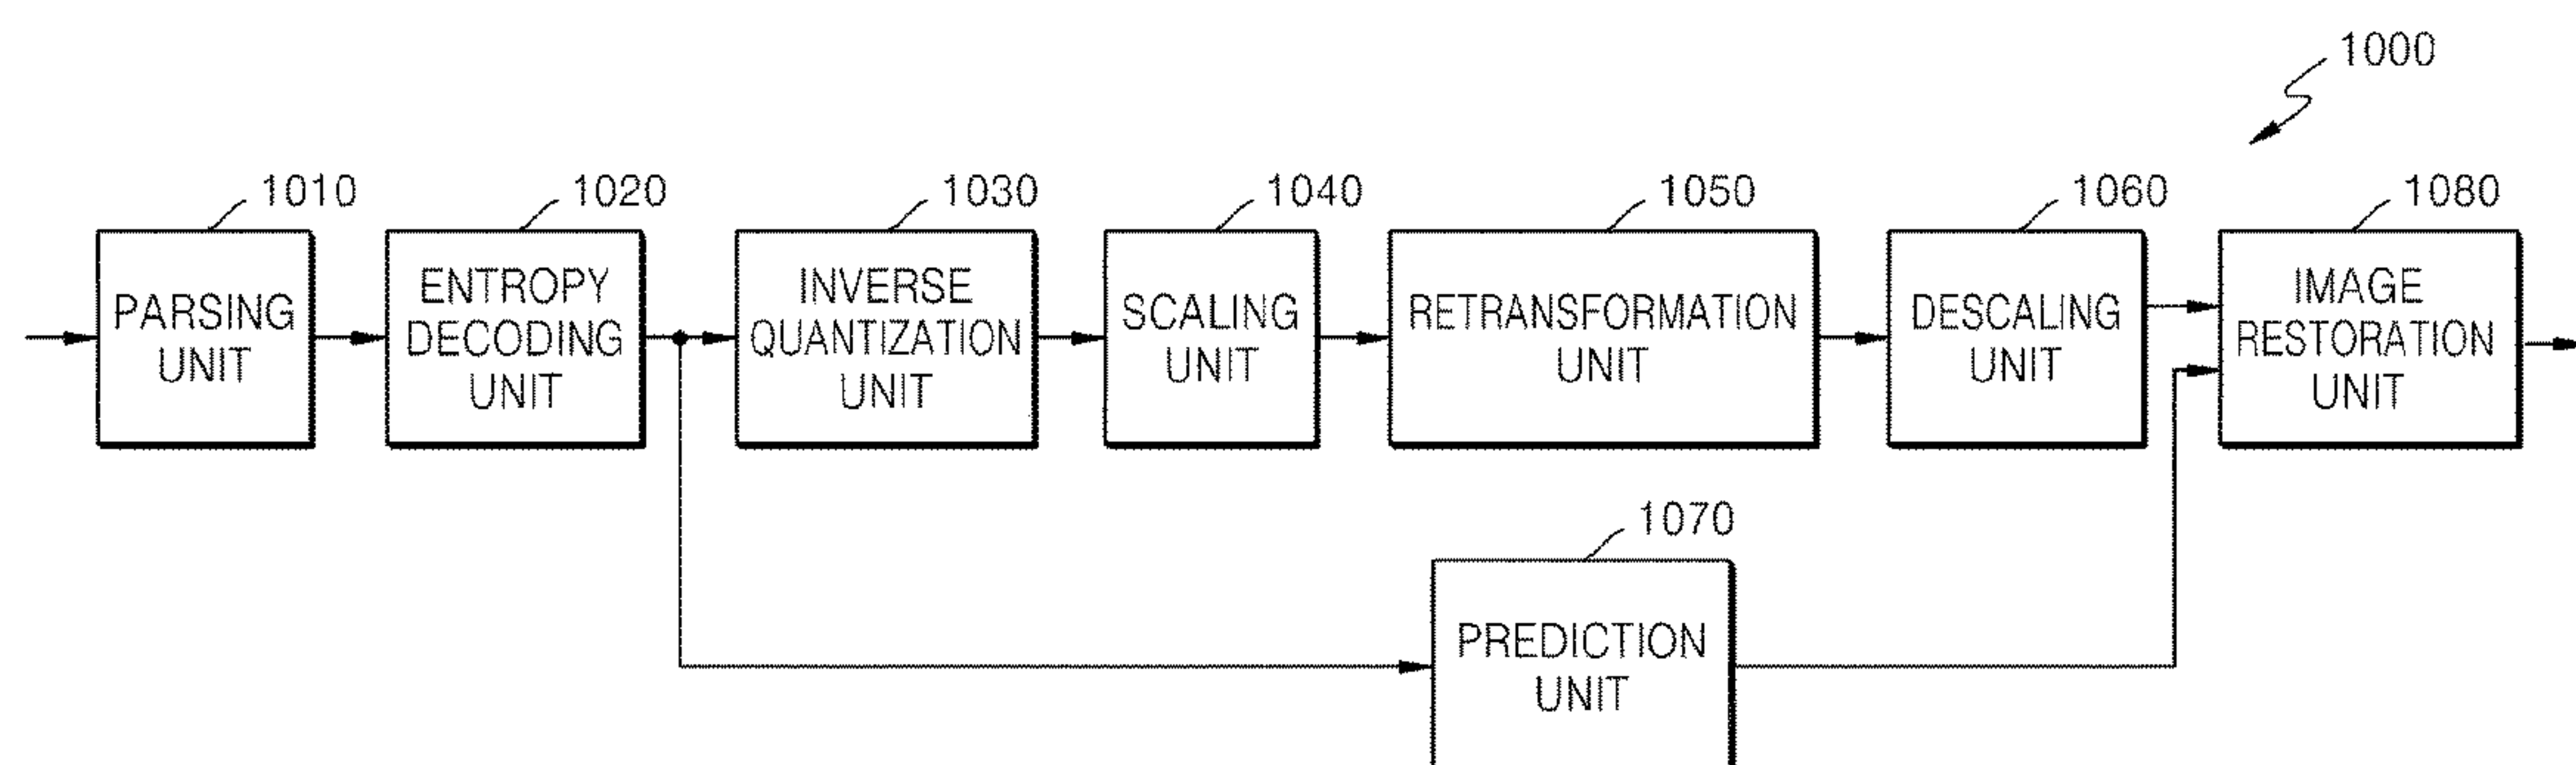 1000
1010
1020
1030
1040
1050
1060
1080
PARSING
UNIT
ENTROPY
DECODING
UNIT
INVERSE
QUANTIZATION
UNIT
SCALING
UNIT
RETRANSFORMATION
UNIT
DESCALING
UNIT
IMAGE
RESTORATION
UNIT
1070
PREDICTION
UNIT